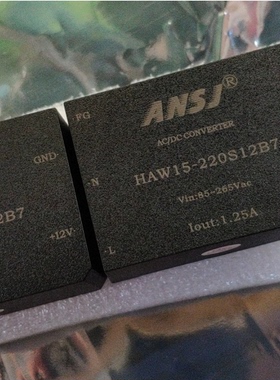 ANSJ®
AC/DC CONVERTER
HAW15-220S12B7
Vin:85-265Vac
Iout:1.25A
FG
-N
-L
GND-
+12V-
2B7